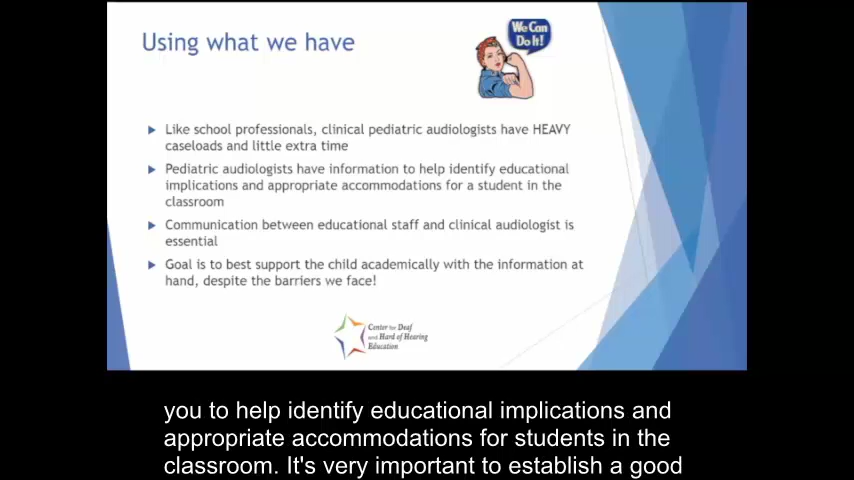 Using what we have
We Can
Do It!
Like school professionals, clinical pediatric audiologists have HEAVY
caseloads and little extra time
Pediatric audiologists have information to help identify educational
implications and appropriate accommodations for a student in the
classroom
Communication between educational staff and clinical audiologist is
essential
Goal is to best support the child academically with the information at
hand, despite the barriers we face!
Center for Deaf
and Hard of Hearing
Education
you to help identify educational implications and
appropriate accommodations for students in the
classroom. It's very important to establish a good